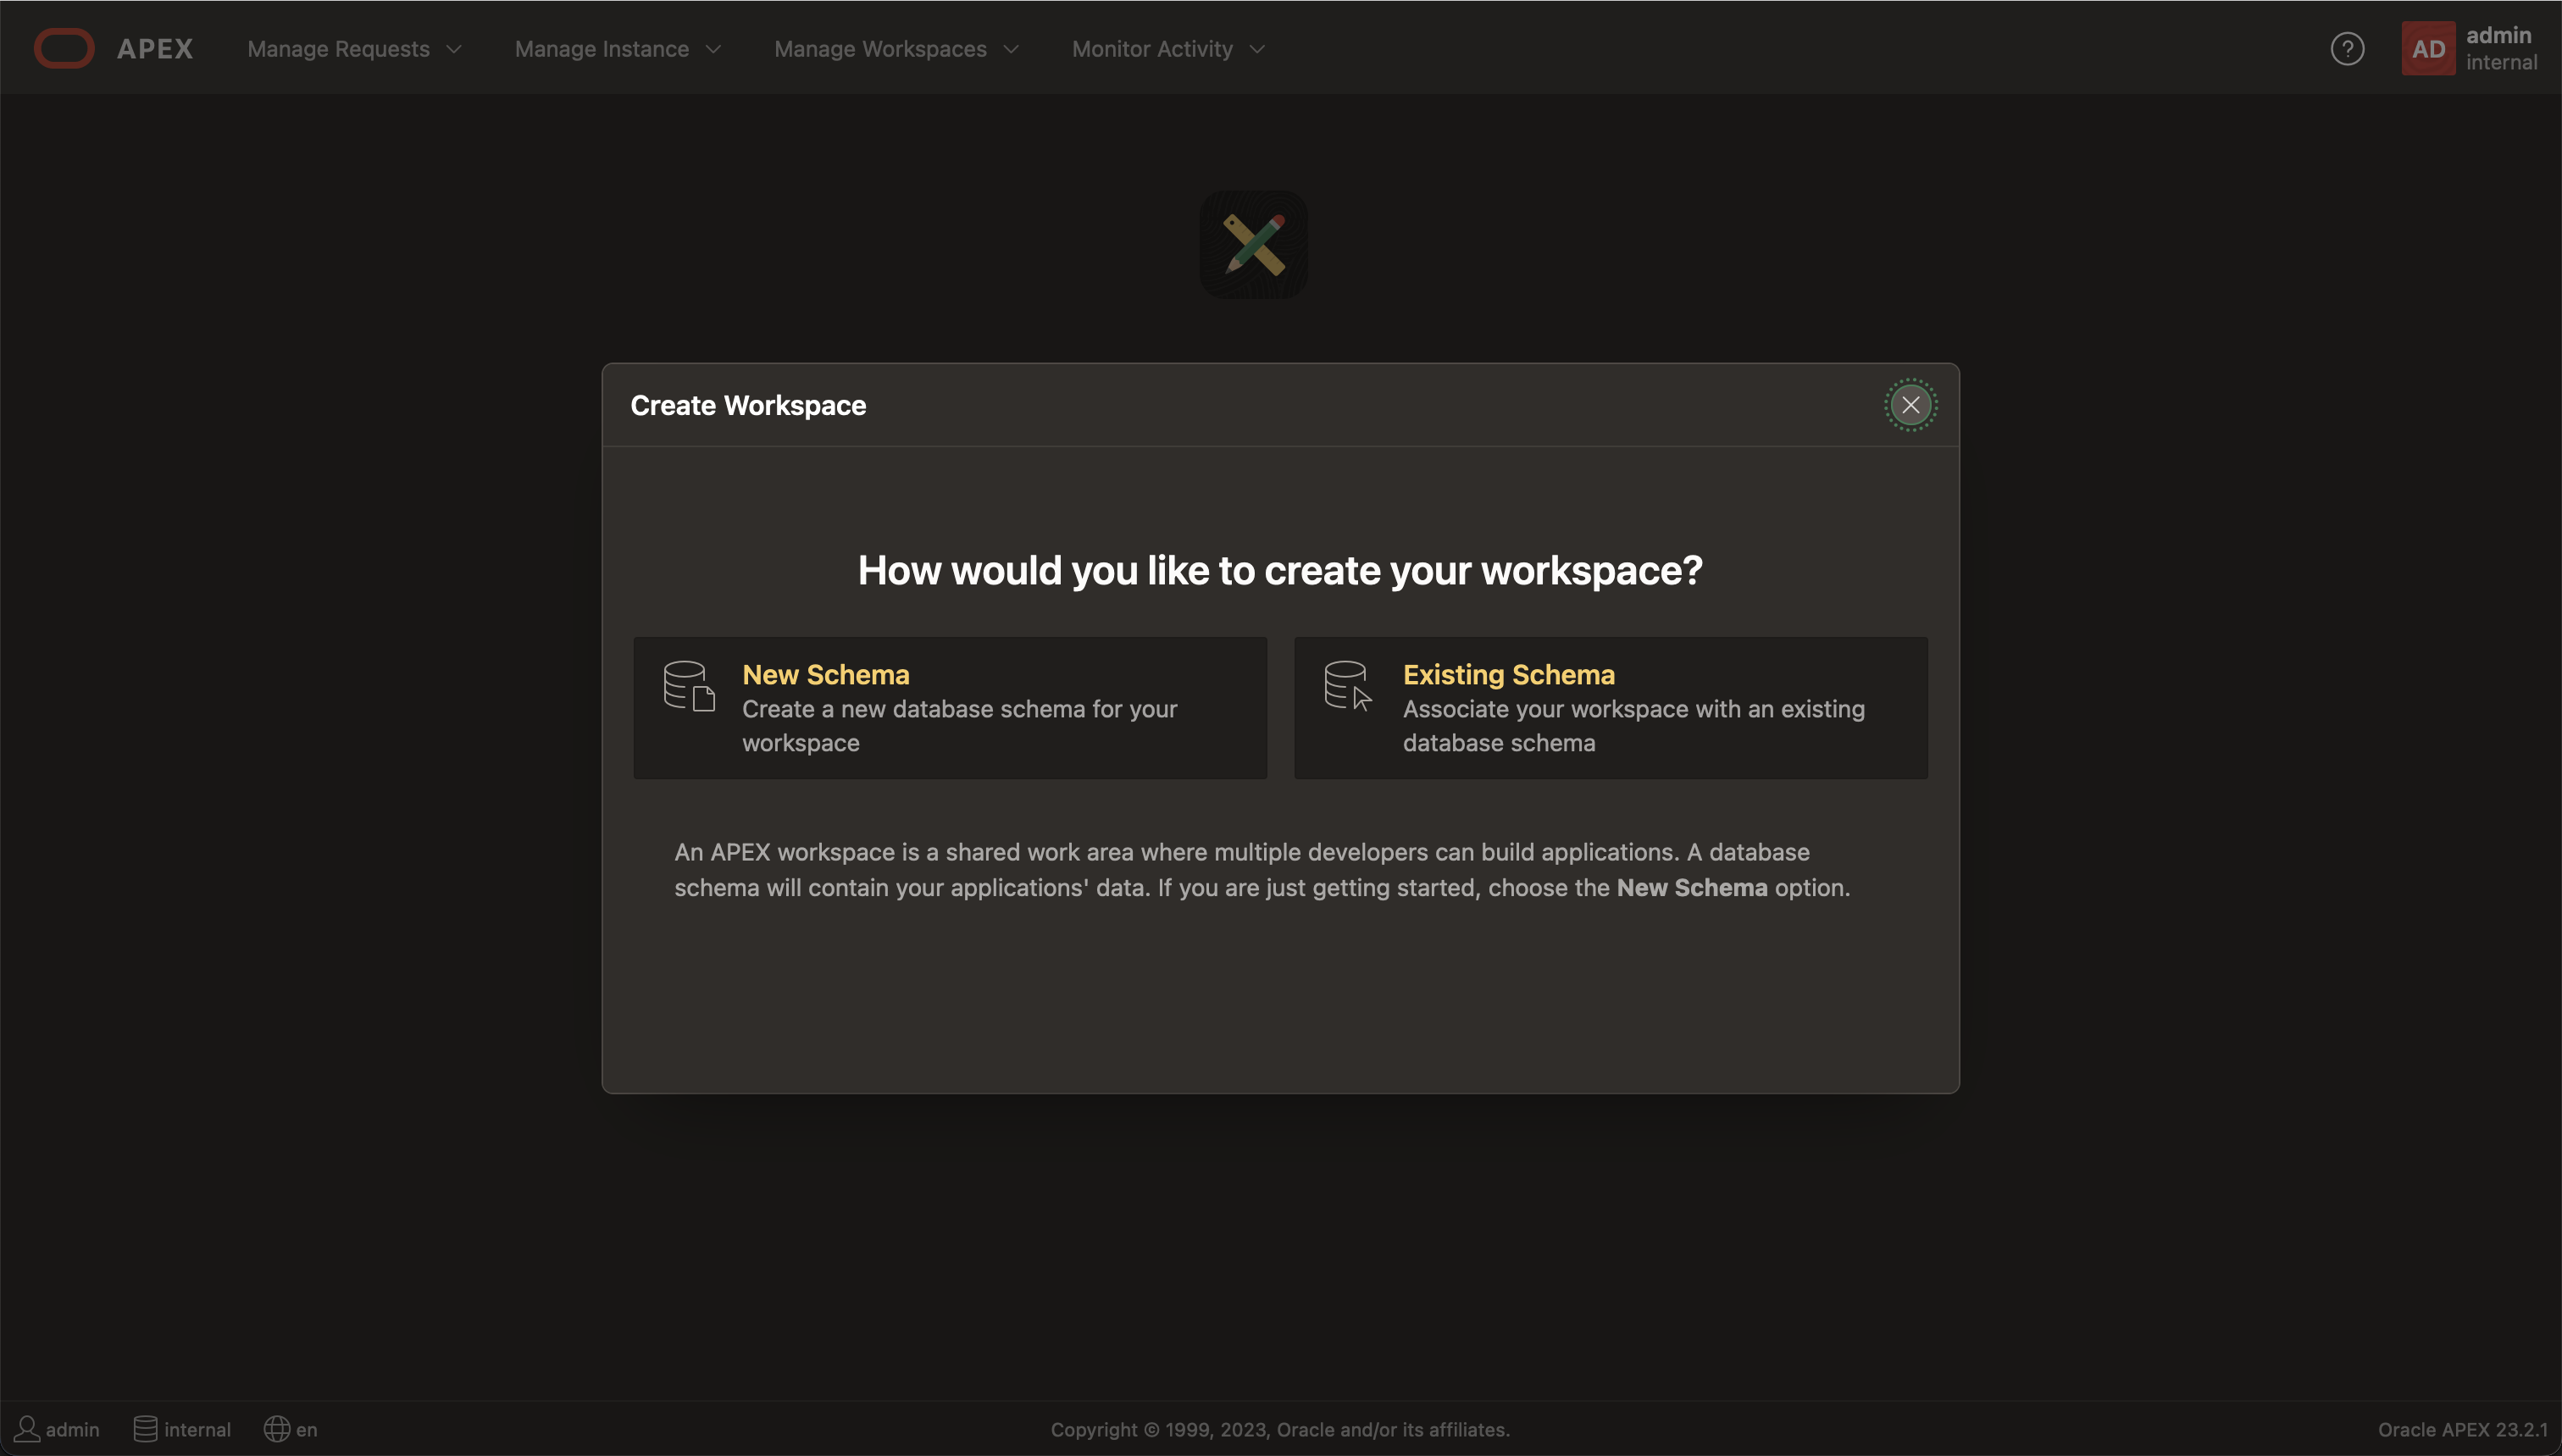 APEX Manage Requests Manage Instance Manage Workspaces Monitor Activity ? AD admin
internal
Create Workspace
How would you like to create your workspace?
New Schema
Create a new database schema for your
workspace
Existing Schema
Associate your workspace with an existing
database schema
An APEX workspace is a shared work area where multiple developers can build applications. A database
schema will contain your applications' data. If you are just getting started, choose the New Schema option.
admin internal en Copyright © 1999, 2023, Oracle and/or its affiliates. Oracle APEX 23.2.1